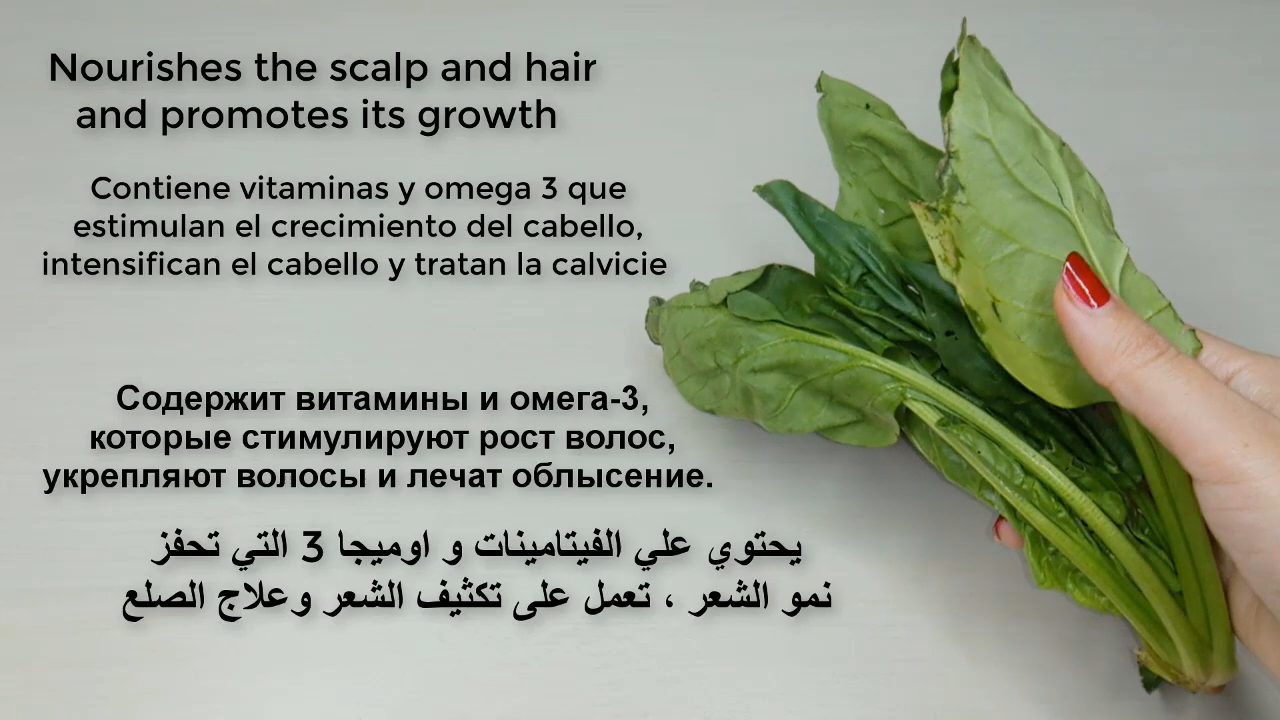 Nourishes the scalp and hair
and promotes its growth
Contiene vitaminas y omega 3 que
estimulan el crecimiento del cabello,
intensifican el cabello y tratan la calvicie
Содержит витамины и омега-3,
которые стимулируют рост волос,
укрепляют волосы и лечат облысение.
يحتوي علي الفيتامينات و اوميجا 3 التي تحفز
نمو الشعر ، تعمل على تكثيف الشعر وعلاج الصلع